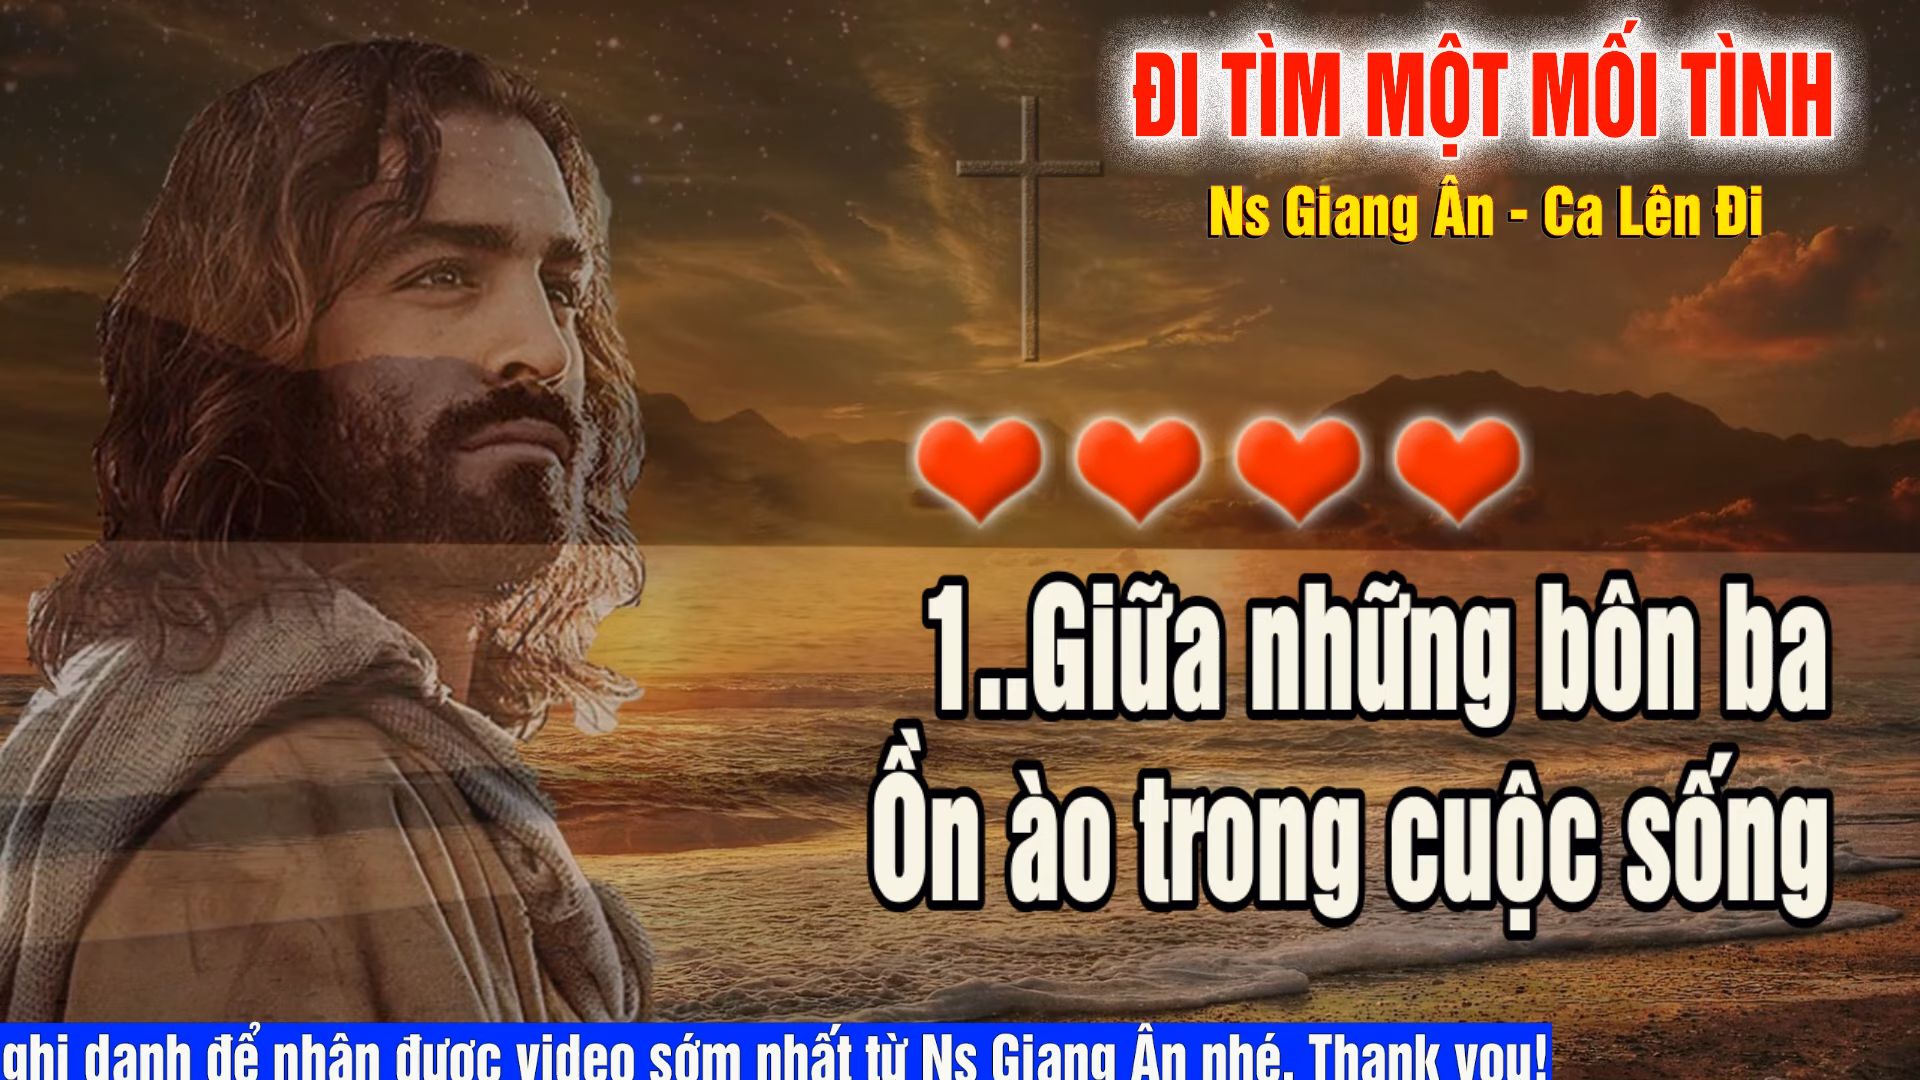 ĐI TÌM MỘT MỐI TÌNH
Ns Giang Ân - Ca Lên Đi
1..Giữa những bôn ba
Ồn ào trong cuộc sống
ghi danh để nhận được video sớm nhất từ Ns Giang Ân nhé. Thank you!